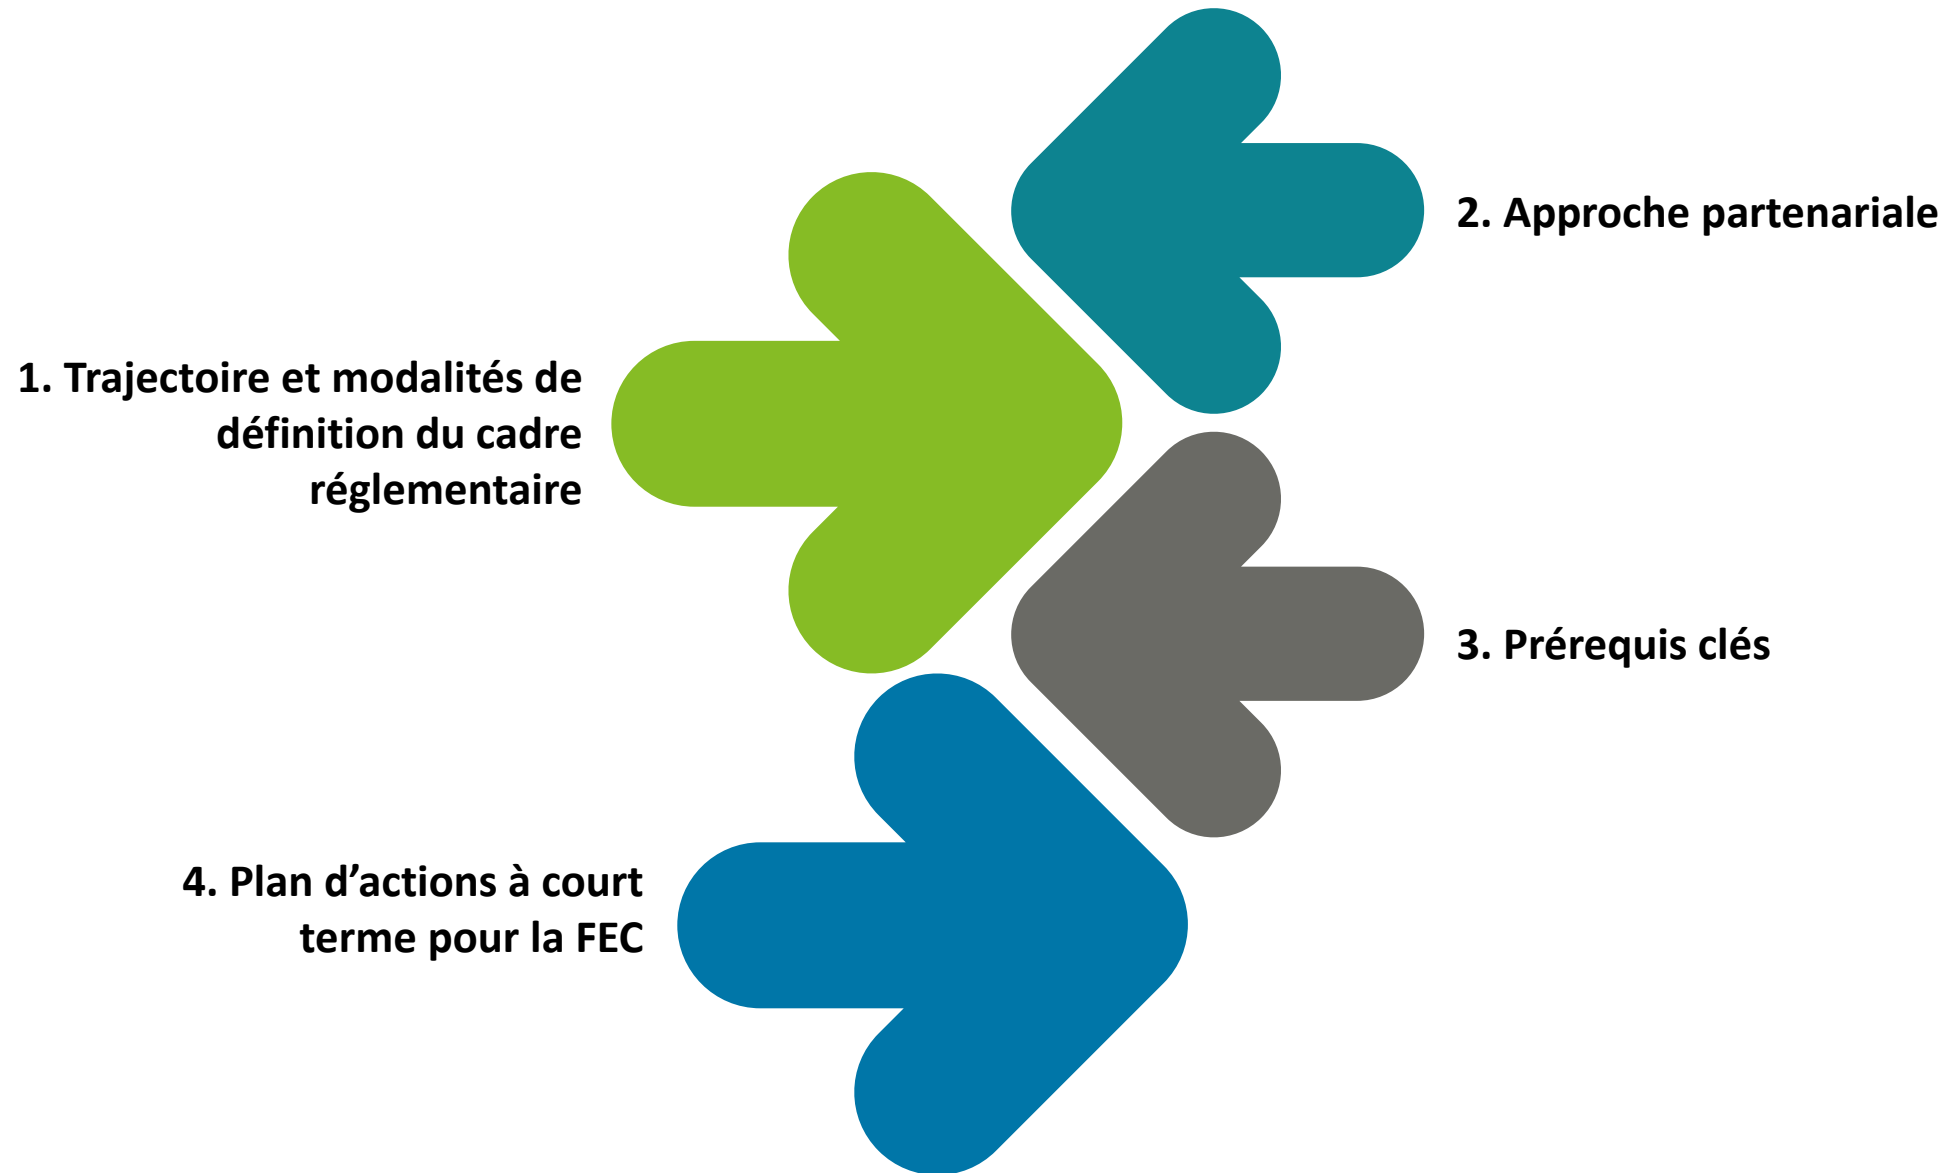 1. Trajectoire et modalités de
définition du cadre
réglementaire
2. Approche partenariale
3. Prérequis clés
4. Plan d’actions à court
terme pour la FEC